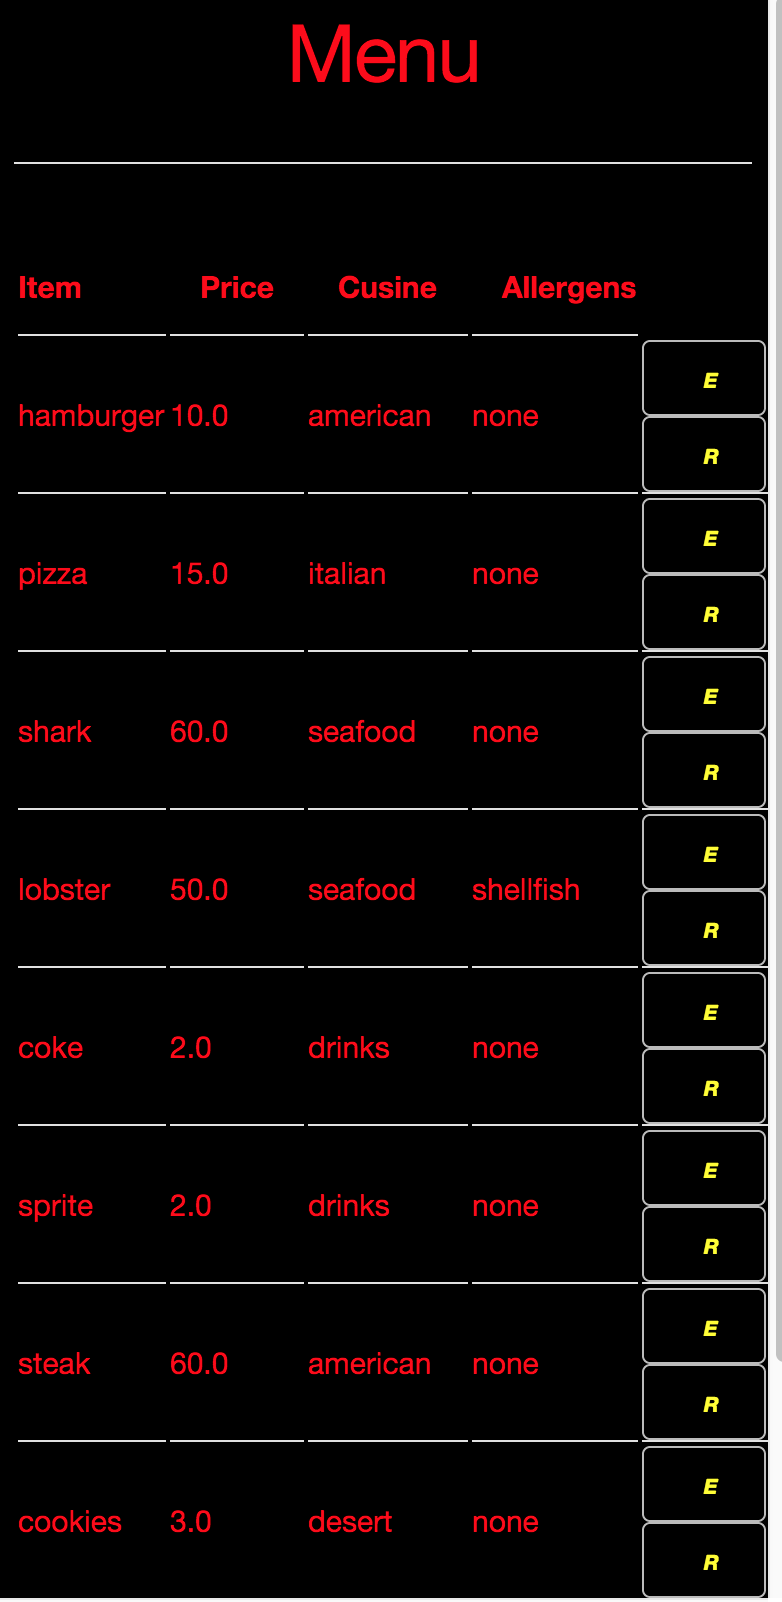 Menu
Item Price Cusine Allergens
E
hamburger 10.0 american none
R
E
pizza 15.0 italian none
R
E
shark 60.0 seafood none
R
E
lobster 50.0 seafood shellfish
R
E
coke 2.0 drinks none
R
E
sprite 2.0 drinks none
R
E
steak 60.0 american none
R
E
cookies 3.0 desert none
R